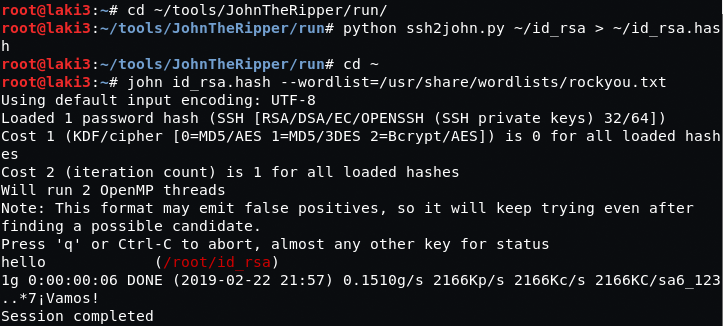 root@laki3:~# cd ~/tools/JohnTheRipper/run/
root@laki3:~/tools/JohnTheRipper/run# python ssh2john.py ~/id_rsa > ~/id_rsa.has
h
root@laki3:~/tools/JohnTheRipper/run# cd ~
root@laki3:~# john id_rsa.hash --wordlist=/usr/share/wordlists/rockyou.txt
Using default input encoding: UTF-8
Loaded 1 password hash (SSH [RSA/DSA/EC/OPENSSH (SSH private keys) 32/64])
Cost 1 (KDF/cipher [0=MD5/AES 1=MD5/3DES 2=Bcrypt/AES]) is 0 for all loaded hash
es
Cost 2 (iteration count) is 1 for all loaded hashes
Will run 2 OpenMP threads
Note: This format may emit false positives, so it will keep trying even after
finding a possible candidate.
Press 'q' or Ctrl-C to abort, almost any other key for status
hello            (/root/id_rsa)
1g 0:00:00:06 DONE (2019-02-22 21:57) 0.1510g/s 2166Kp/s 2166Kc/s 2166KC/sa6_123
..*7¡Vamos!
Session completed